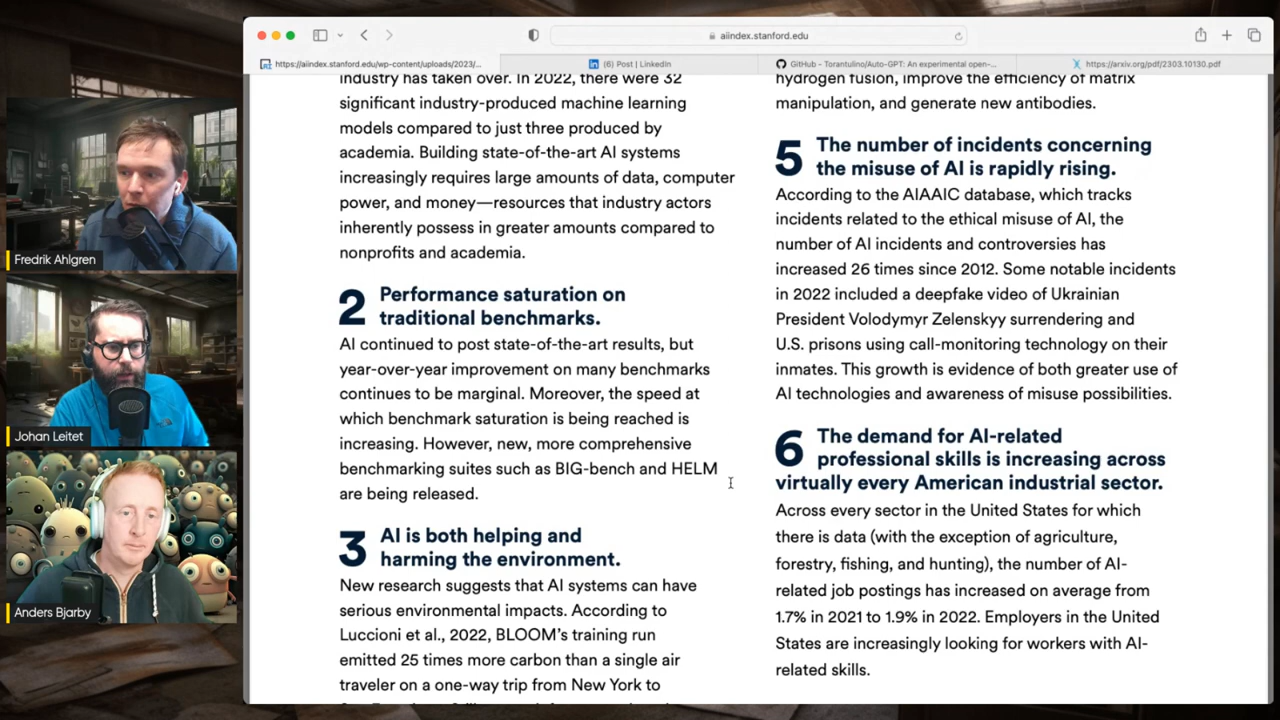 aiindex.stanford.edu
https://aiindex.stanford.edu/wp-content/uploads/2023/...
(6) Post | LinkedIn
GitHub - Torantulino/Auto-GPT: An experimental open-...
https://arxiv.org/pdf/2303.10130.pdf
industry has taken over. In 2022, there were 32
significant industry-produced machine learning
models compared to just three produced by
academia. Building state-of-the-art AI systems
increasingly requires large amounts of data, computer
power, and money—resources that industry actors
inherently possess in greater amounts compared to
nonprofits and academia.
2 Performance saturation on
traditional benchmarks.
AI continued to post state-of-the-art results, but
year-over-year improvement on many benchmarks
continues to be marginal. Moreover, the speed at
which benchmark saturation is being reached is
increasing. However, new, more comprehensive
benchmarking suites such as BIG-bench and HELM
are being released.
3 AI is both helping and
harming the environment.
New research suggests that AI systems can have
serious environmental impacts. According to
Luccioni et al., 2022, BLOOM’s training run
emitted 25 times more carbon than a single air
traveler on a one-way trip from New York to
hydrogen fusion, improve the efficiency of matrix
manipulation, and generate new antibodies.
5 The number of incidents concerning
the misuse of AI is rapidly rising.
According to the AIAAIC database, which tracks
incidents related to the ethical misuse of AI, the
number of AI incidents and controversies has
increased 26 times since 2012. Some notable incidents
in 2022 included a deepfake video of Ukrainian
President Volodymyr Zelenskyy surrendering and
U.S. prisons using call-monitoring technology on their
inmates. This growth is evidence of both greater use of
AI technologies and awareness of misuse possibilities.
6 The demand for AI-related
professional skills is increasing across
virtually every American industrial sector.
Across every sector in the United States for which
there is data (with the exception of agriculture,
forestry, fishing, and hunting), the number of AI-
related job postings has increased on average from
1.7% in 2021 to 1.9% in 2022. Employers in the United
States are increasingly looking for workers with AI-
related skills.
Fredrik Ahlgren
Johan Leitet
Anders Bjarby